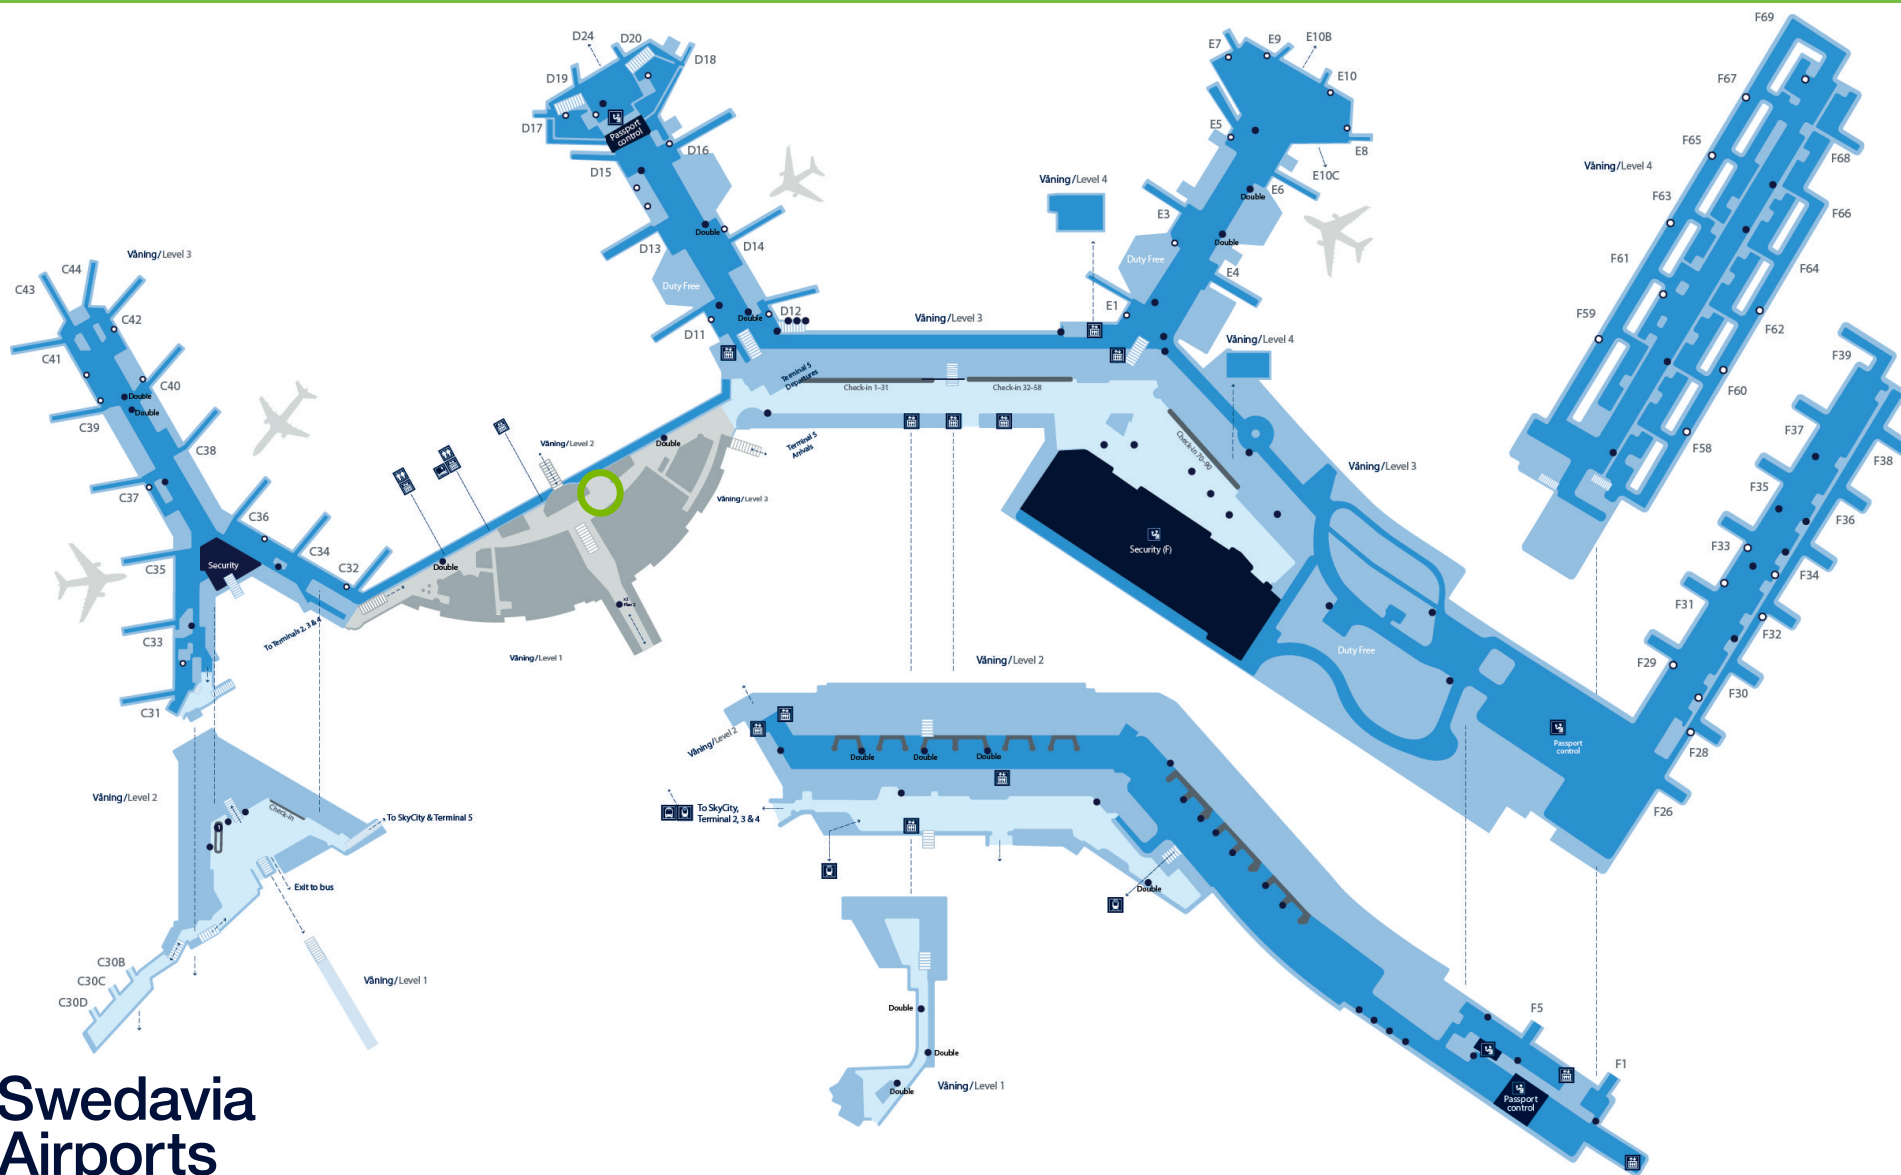 F69
D24
D20
E7
E9
E10B
D18
D19
E10
F67
D17
Passport
control
E5
F65
D16
E8
F68
Våning/Level 4
D15
E10C
Våning/Level 4
E6
Double
F63
E3
F66
Double
D14
D13
Double
Våning/Level 3
F61
Duty Free
F64
C44
E4
C43
Duty Free
E1
D12
F59
C42
Double
Våning/Level 3
F62
D11
Våning/Level 4
F39
C41
Terminal 5
Departures
Check-in 1–31
Check-in 32–58
C40
Double
Double
F60
C39
F37
Våning/Level 2
Double
Terminal 5
Arrivals
Check-in 70–90
F58
C38
F38
Våning/Level 3
F35
C37
Våning/Level 3
C36
F36
C34
Security (F)
F33
C35
Security
C32
Double
F34
F31
x3
Pier 2
C33
To Terminals 2, 3 & 4
F32
Duty Free
Våning/Level 1
Våning/Level 2
F29
F30
C31
Våning/Level 2
Passport
control
F28
Double
Double
Double
Våning/Level 2
Check-in
To SkyCity & Terminal 5
To SkyCity,
Terminal 2, 3 & 4
F26
Exit to bus
Double
C30B
C30C
C30D
Våning/Level 1
Double
F5
Double
F1
Double
Våning/Level 1
Passport
control
Swedavia
Airports